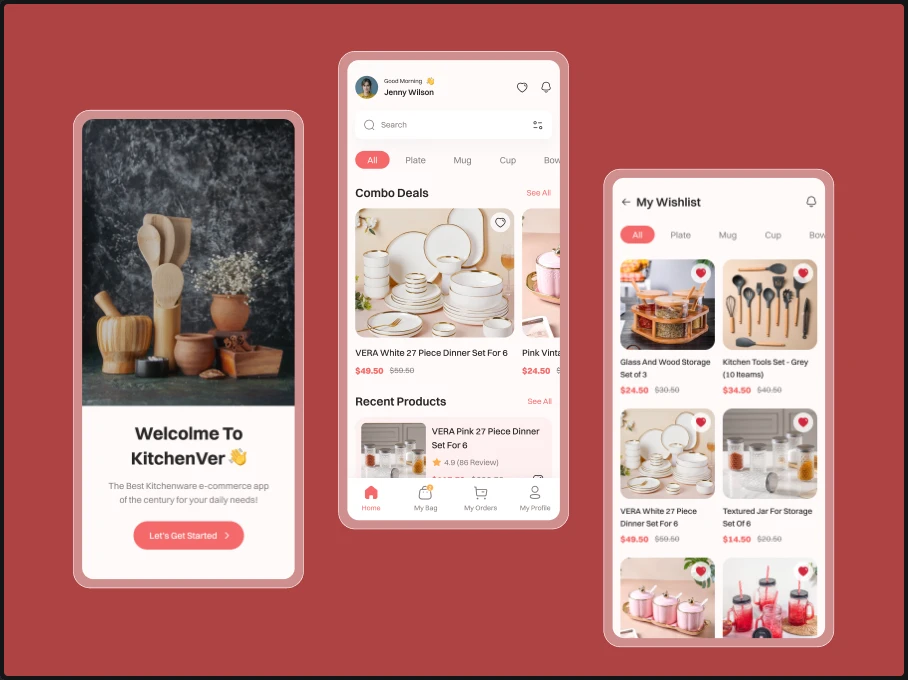 Welcolme To
KitchenVer
The Best Kitchenware e-commerce app
of the century for your daily needs!
Let's Get Started
Good Morning
Jenny Wilson
Search
All Plate Mug Cup Bow
Combo Deals See All
VERA White 27 Piece Dinner Set For 6 Pink Vinta
$49.50 $59.50 $24.50
Recent Products See All
VERA Pink 27 Piece Dinner
Set For 6
4.9 (86 Review)
Home My Bag My Orders My Profile
My Wishlist
All Plate Mug Cup Bow
Glass And Wood Storage
Set of 3
$24.50 $30.50
Kitchen Tools Set - Grey
(10 Iteams)
$34.50 $40.50
VERA White 27 Piece
Dinner Set For 6
$49.50 $59.50
Textured Jar For Storage
Set Of 6
$14.50 $20.50